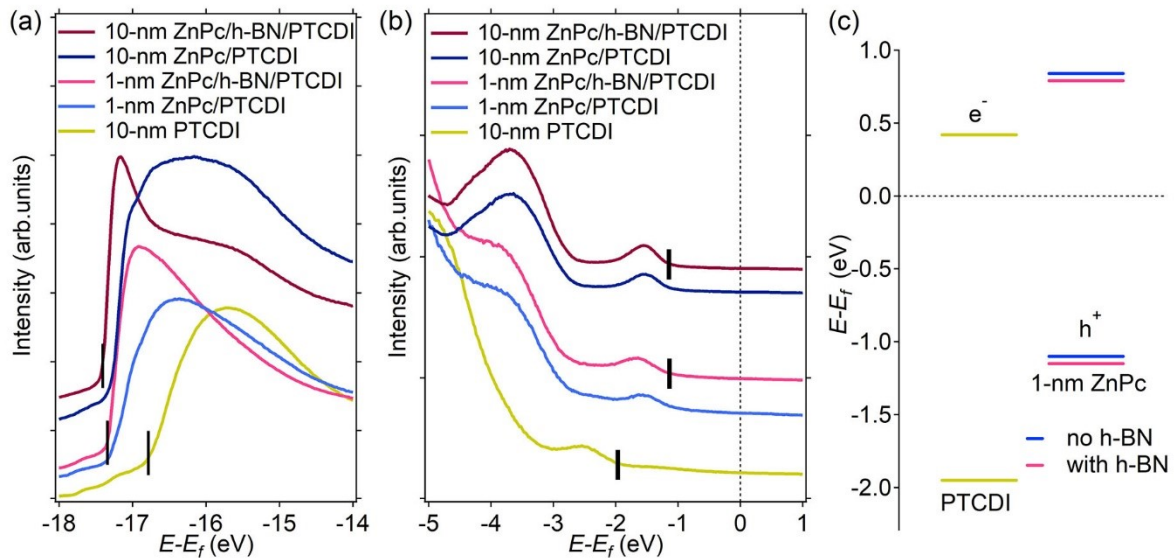 (a)
10-nm ZnPc/h-BN/PTCDI
10-nm ZnPc/PTCDI
1-nm ZnPc/h-BN/PTCDI
1-nm ZnPc/PTCDI
10-nm PTCDI
Intensity (arb.units)
-18 -17 -16 -15 -14
E-Ef (eV)
(b)
10-nm ZnPc/h-BN/PTCDI
10-nm ZnPc/PTCDI
1-nm ZnPc/h-BN/PTCDI
1-nm ZnPc/PTCDI
10-nm PTCDI
Intensity (arb.units)
-5 -4 -3 -2 -1 0 1
E-Ef (eV)
(c)
1.0
0.5
0.0
-0.5
-1.0
-1.5
-2.0
E-Ef (eV)
e-
h+
1-nm ZnPc
no h-BN
with h-BN
PTCDI